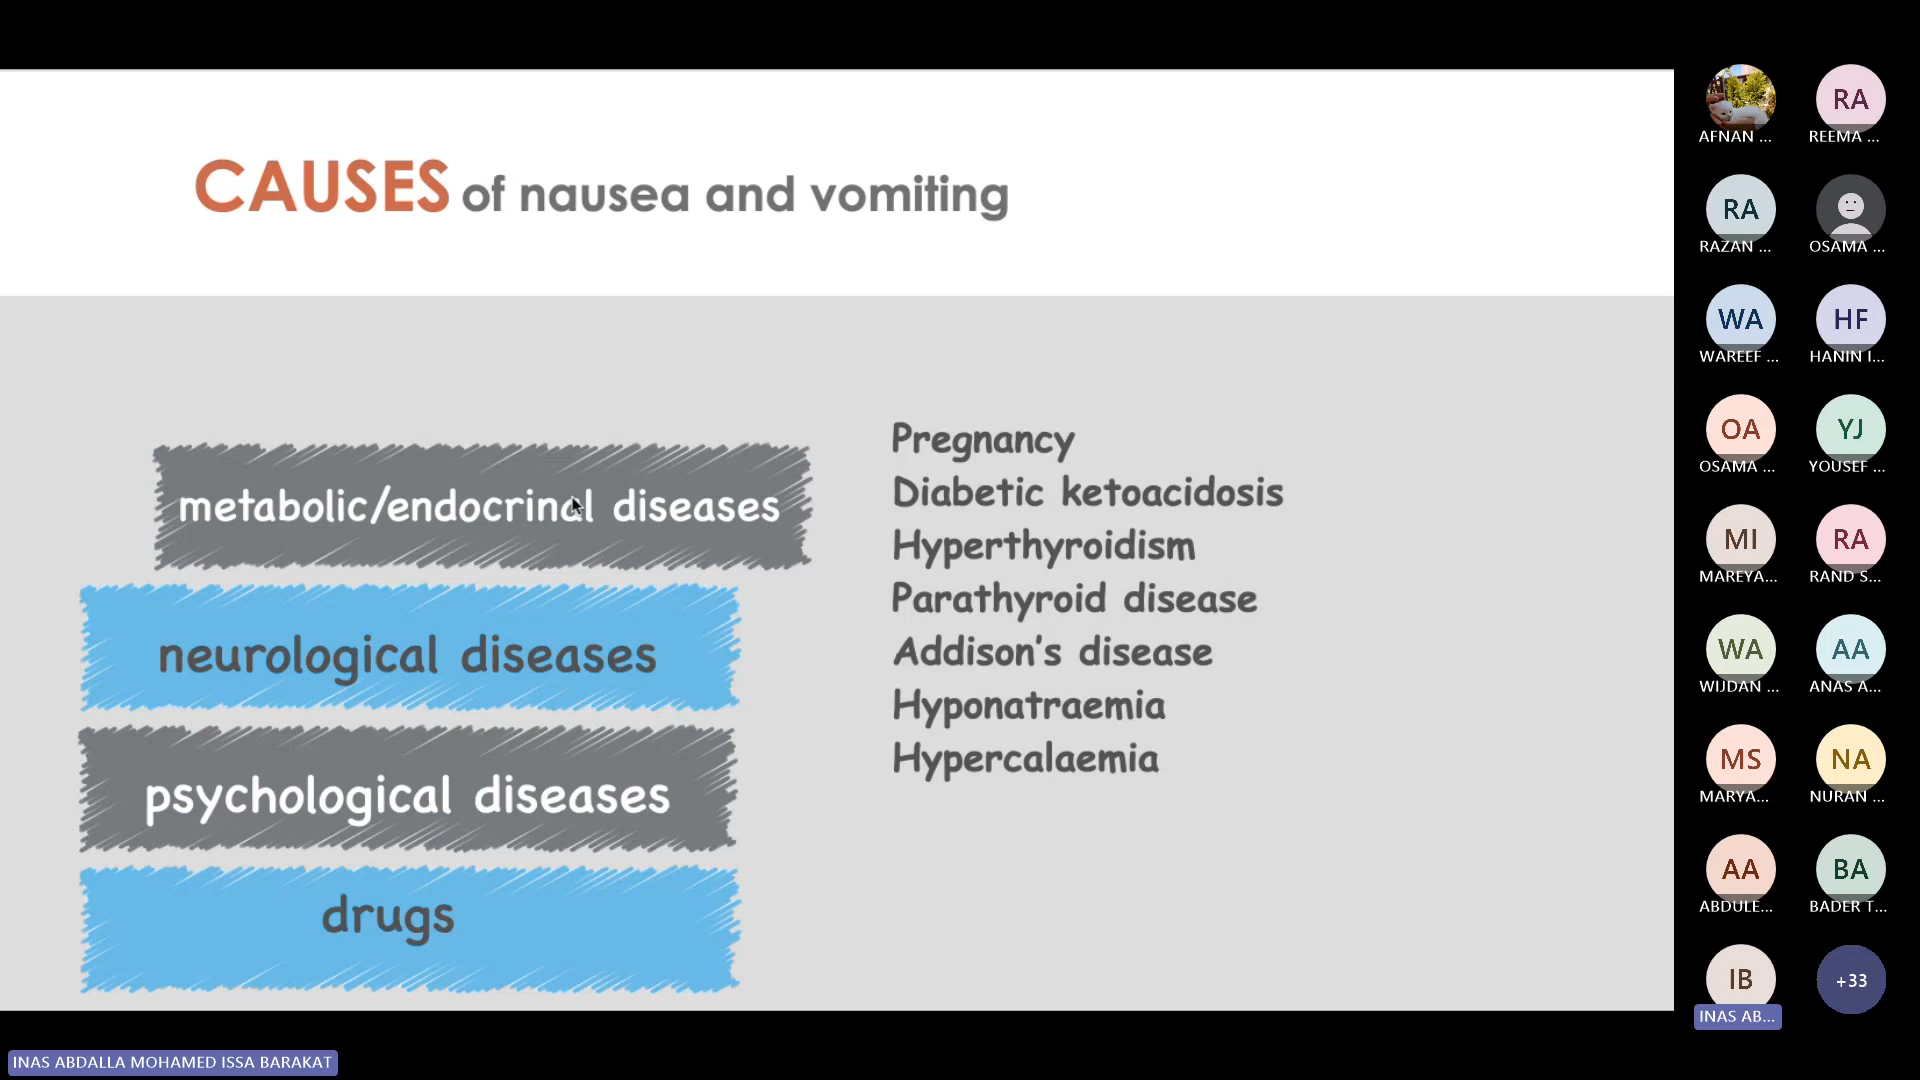 CAUSES of nausea and vomiting
metabolic/endocrinal diseases
neurological diseases
psychological diseases
drugs
Pregnancy
Diabetic ketoacidosis
Hyperthyroidism
Parathyroid disease
Addison's disease
Hyponatraemia
Hypercalaemia
AFNAN ...
RA
REEMA ...
RA
RAZAN ...
OSAMA ...
WA
WAREEF ...
HF
HANIN I...
OA
OSAMA ...
YJ
YOUSEF ...
MI
MAREYA...
RA
RAND S...
WA
WIJDAN ...
AA
ANAS A...
MS
MARYA...
NA
NURAN ...
AA
ABDULE...
BA
BADER T...
IB
INAS AB...
+33
INAS ABDALLA MOHAMED ISSA BARAKAT